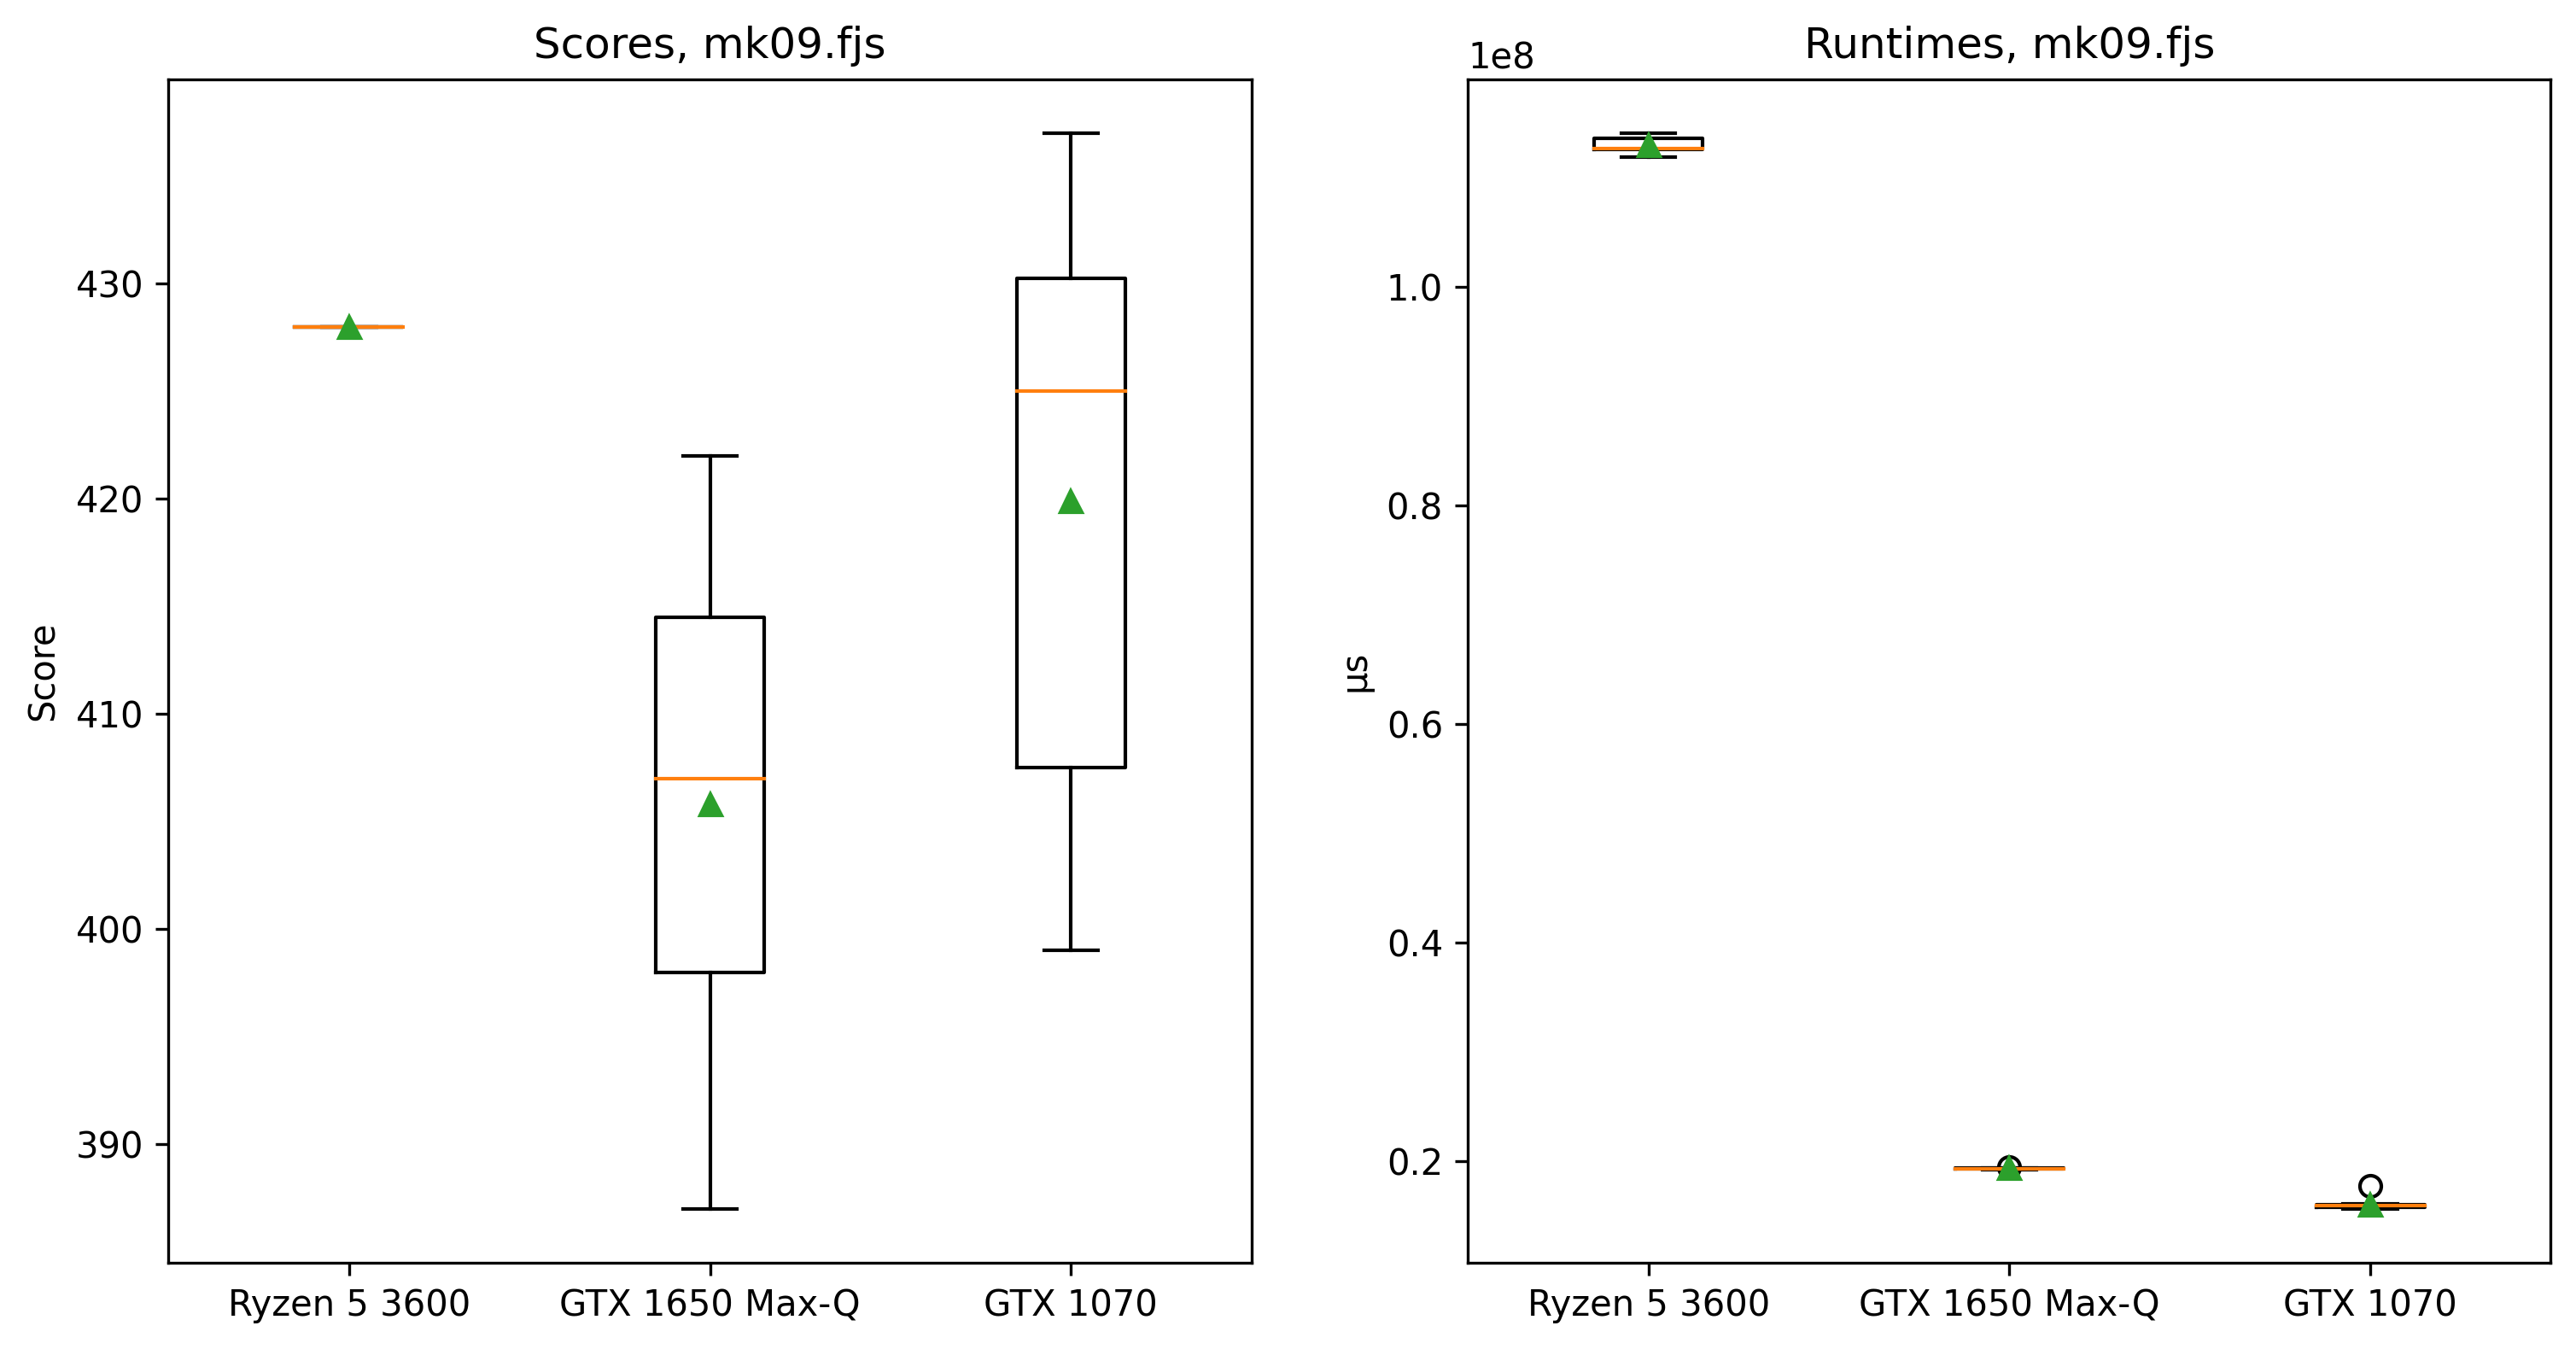 Scores, mk09.fjs
430
420
410
400
390
Score
Ryzen 5 3600
GTX 1650 Max-Q
GTX 1070
Runtimes, mk09.fjs
1e8
1.0
0.8
0.6
0.4
0.2
µs
Ryzen 5 3600
GTX 1650 Max-Q
GTX 1070